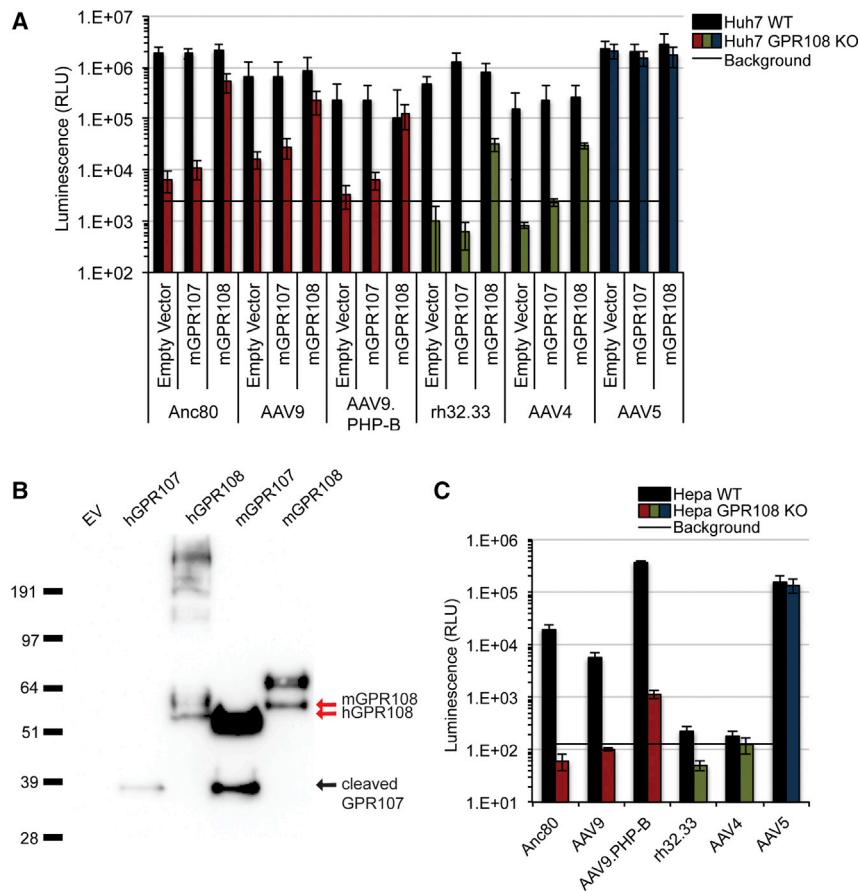 A
Luminescence (RLU)
1.E+07
1.E+06
1.E+05
1.E+04
1.E+03
1.E+02
Huh7 WT
Huh7 GPR108 KO
Background
Empty Vector
mGPR107
mGPR108
Empty Vector
mGPR107
mGPR108
Empty Vector
mGPR107
mGPR108
Empty Vector
mGPR107
mGPR108
Empty Vector
mGPR107
mGPR108
Empty Vector
mGPR107
mGPR108
Anc80
AAV9
AAV9.
PHP-B
rh32.33
AAV4
AAV5
B
EV
hGPR107
hGPR108
mGPR107
mGPR108
191
97
64
51
39
28
mGPR108
hGPR108
cleaved
GPR107
C
Hepa WT
Hepa GPR108 KO
Background
Luminescence (RLU)
1.E+06
1.E+05
1.E+04
1.E+03
1.E+02
1.E+01
Anc80
AAV9
AAV9.PHP-B
rh32.33
AAV4
AAV5